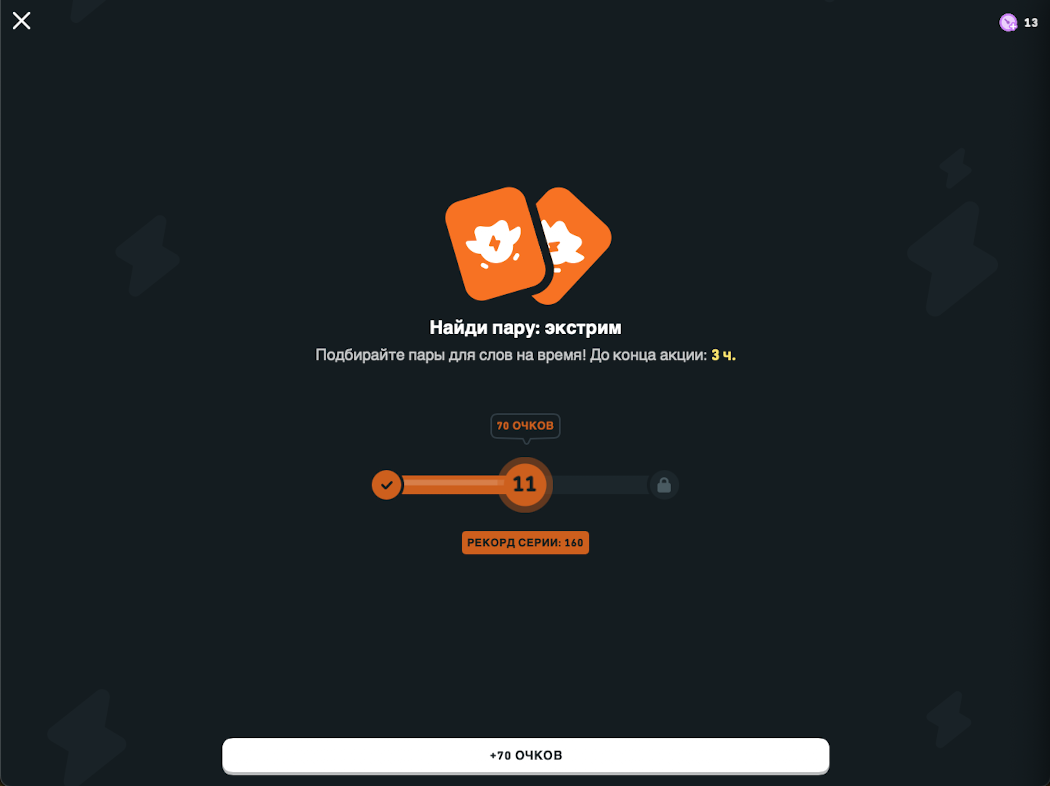 13
Найди пару: экстрим
Подбирайте пары для слов на время! До конца акции: 3 ч.
70 ОЧКОВ
11
РЕКОРД СЕРИИ: 160
+70 ОЧКОВ